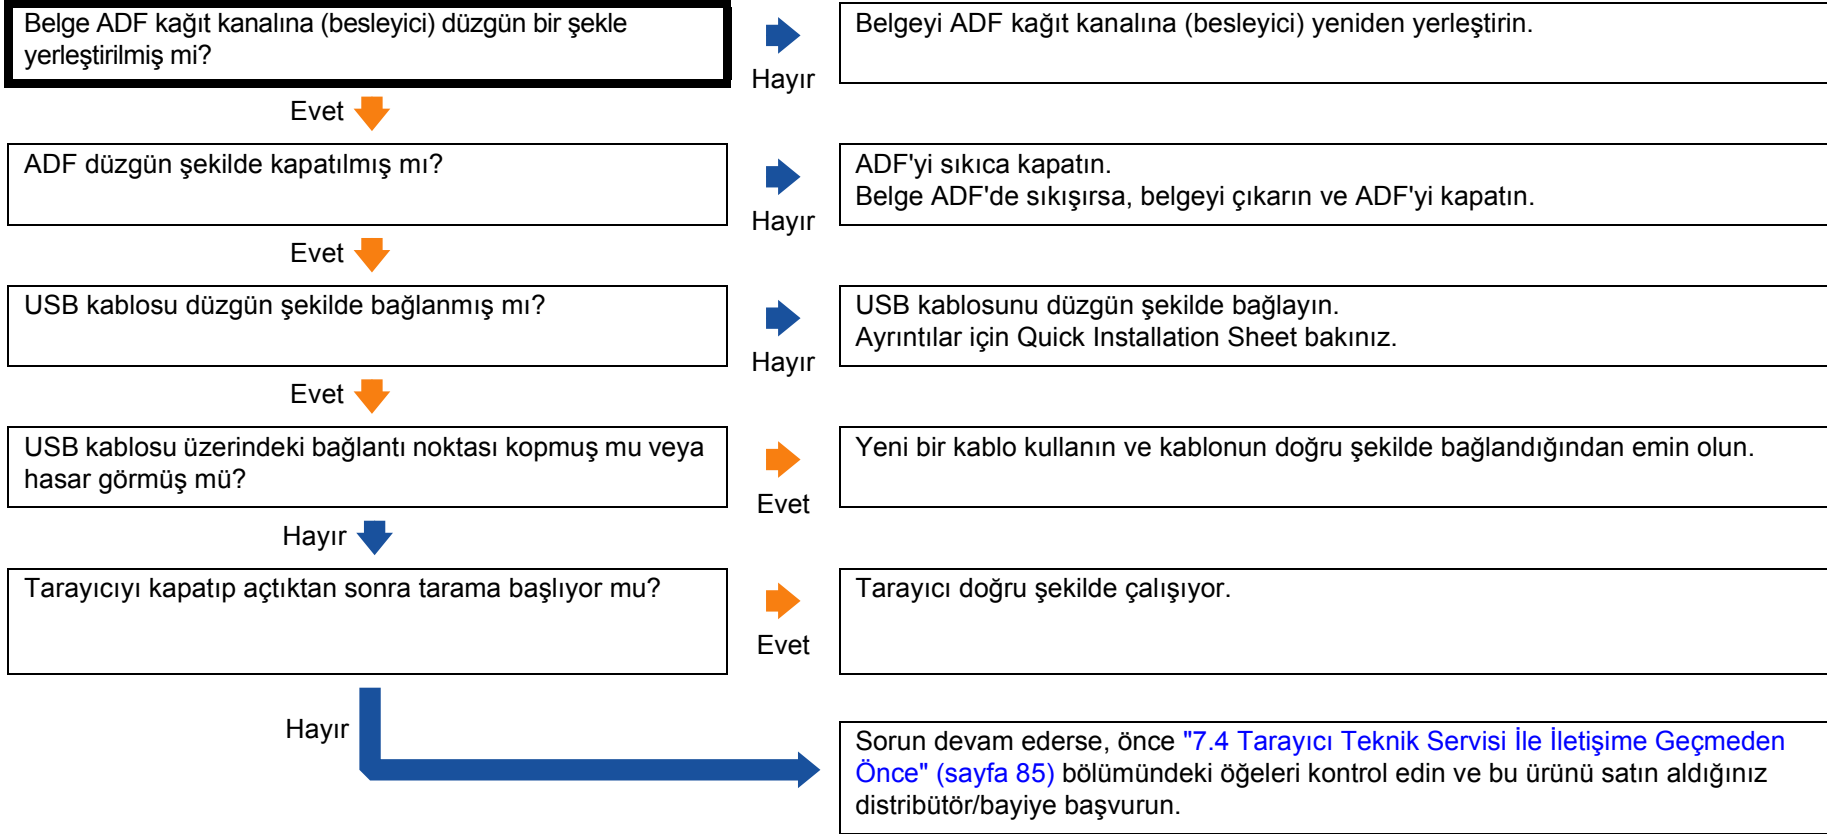 Belge ADF kağıt kanalına (besleyici) düzgün bir şekle
yerleştirilmiş mi?
Hayır
Belgeyi ADF kağıt kanalına (besleyici) yeniden yerleştirin.
Evet
ADF düzgün şekilde kapatılmış mı?
Hayır
ADF'yi sıkıca kapatın.
Belge ADF'de sıkışırsa, belgeyi çıkarın ve ADF'yi kapatın.
Evet
USB kablosu düzgün şekilde bağlanmış mı?
Hayır
USB kablosunu düzgün şekilde bağlayın.
Ayrıntılar için Quick Installation Sheet bakınız.
Evet
USB kablosu üzerindeki bağlantı noktası kopmuş mu veya
hasar görmüş mü?
Evet
Yeni bir kablo kullanın ve kablonun doğru şekilde bağlandığından emin olun.
Hayır
Tarayıcıyı kapatıp açtıktan sonra tarama başlıyor mu?
Evet
Tarayıcı doğru şekilde çalışıyor.
Hayır
Sorun devam ederse, önce "7.4 Tarayıcı Teknik Servisi İle İletişime Geçmeden
Önce" (sayfa 85) bölümündeki öğeleri kontrol edin ve bu ürünü satın aldığınız
distribütör/bayiye başvurun.